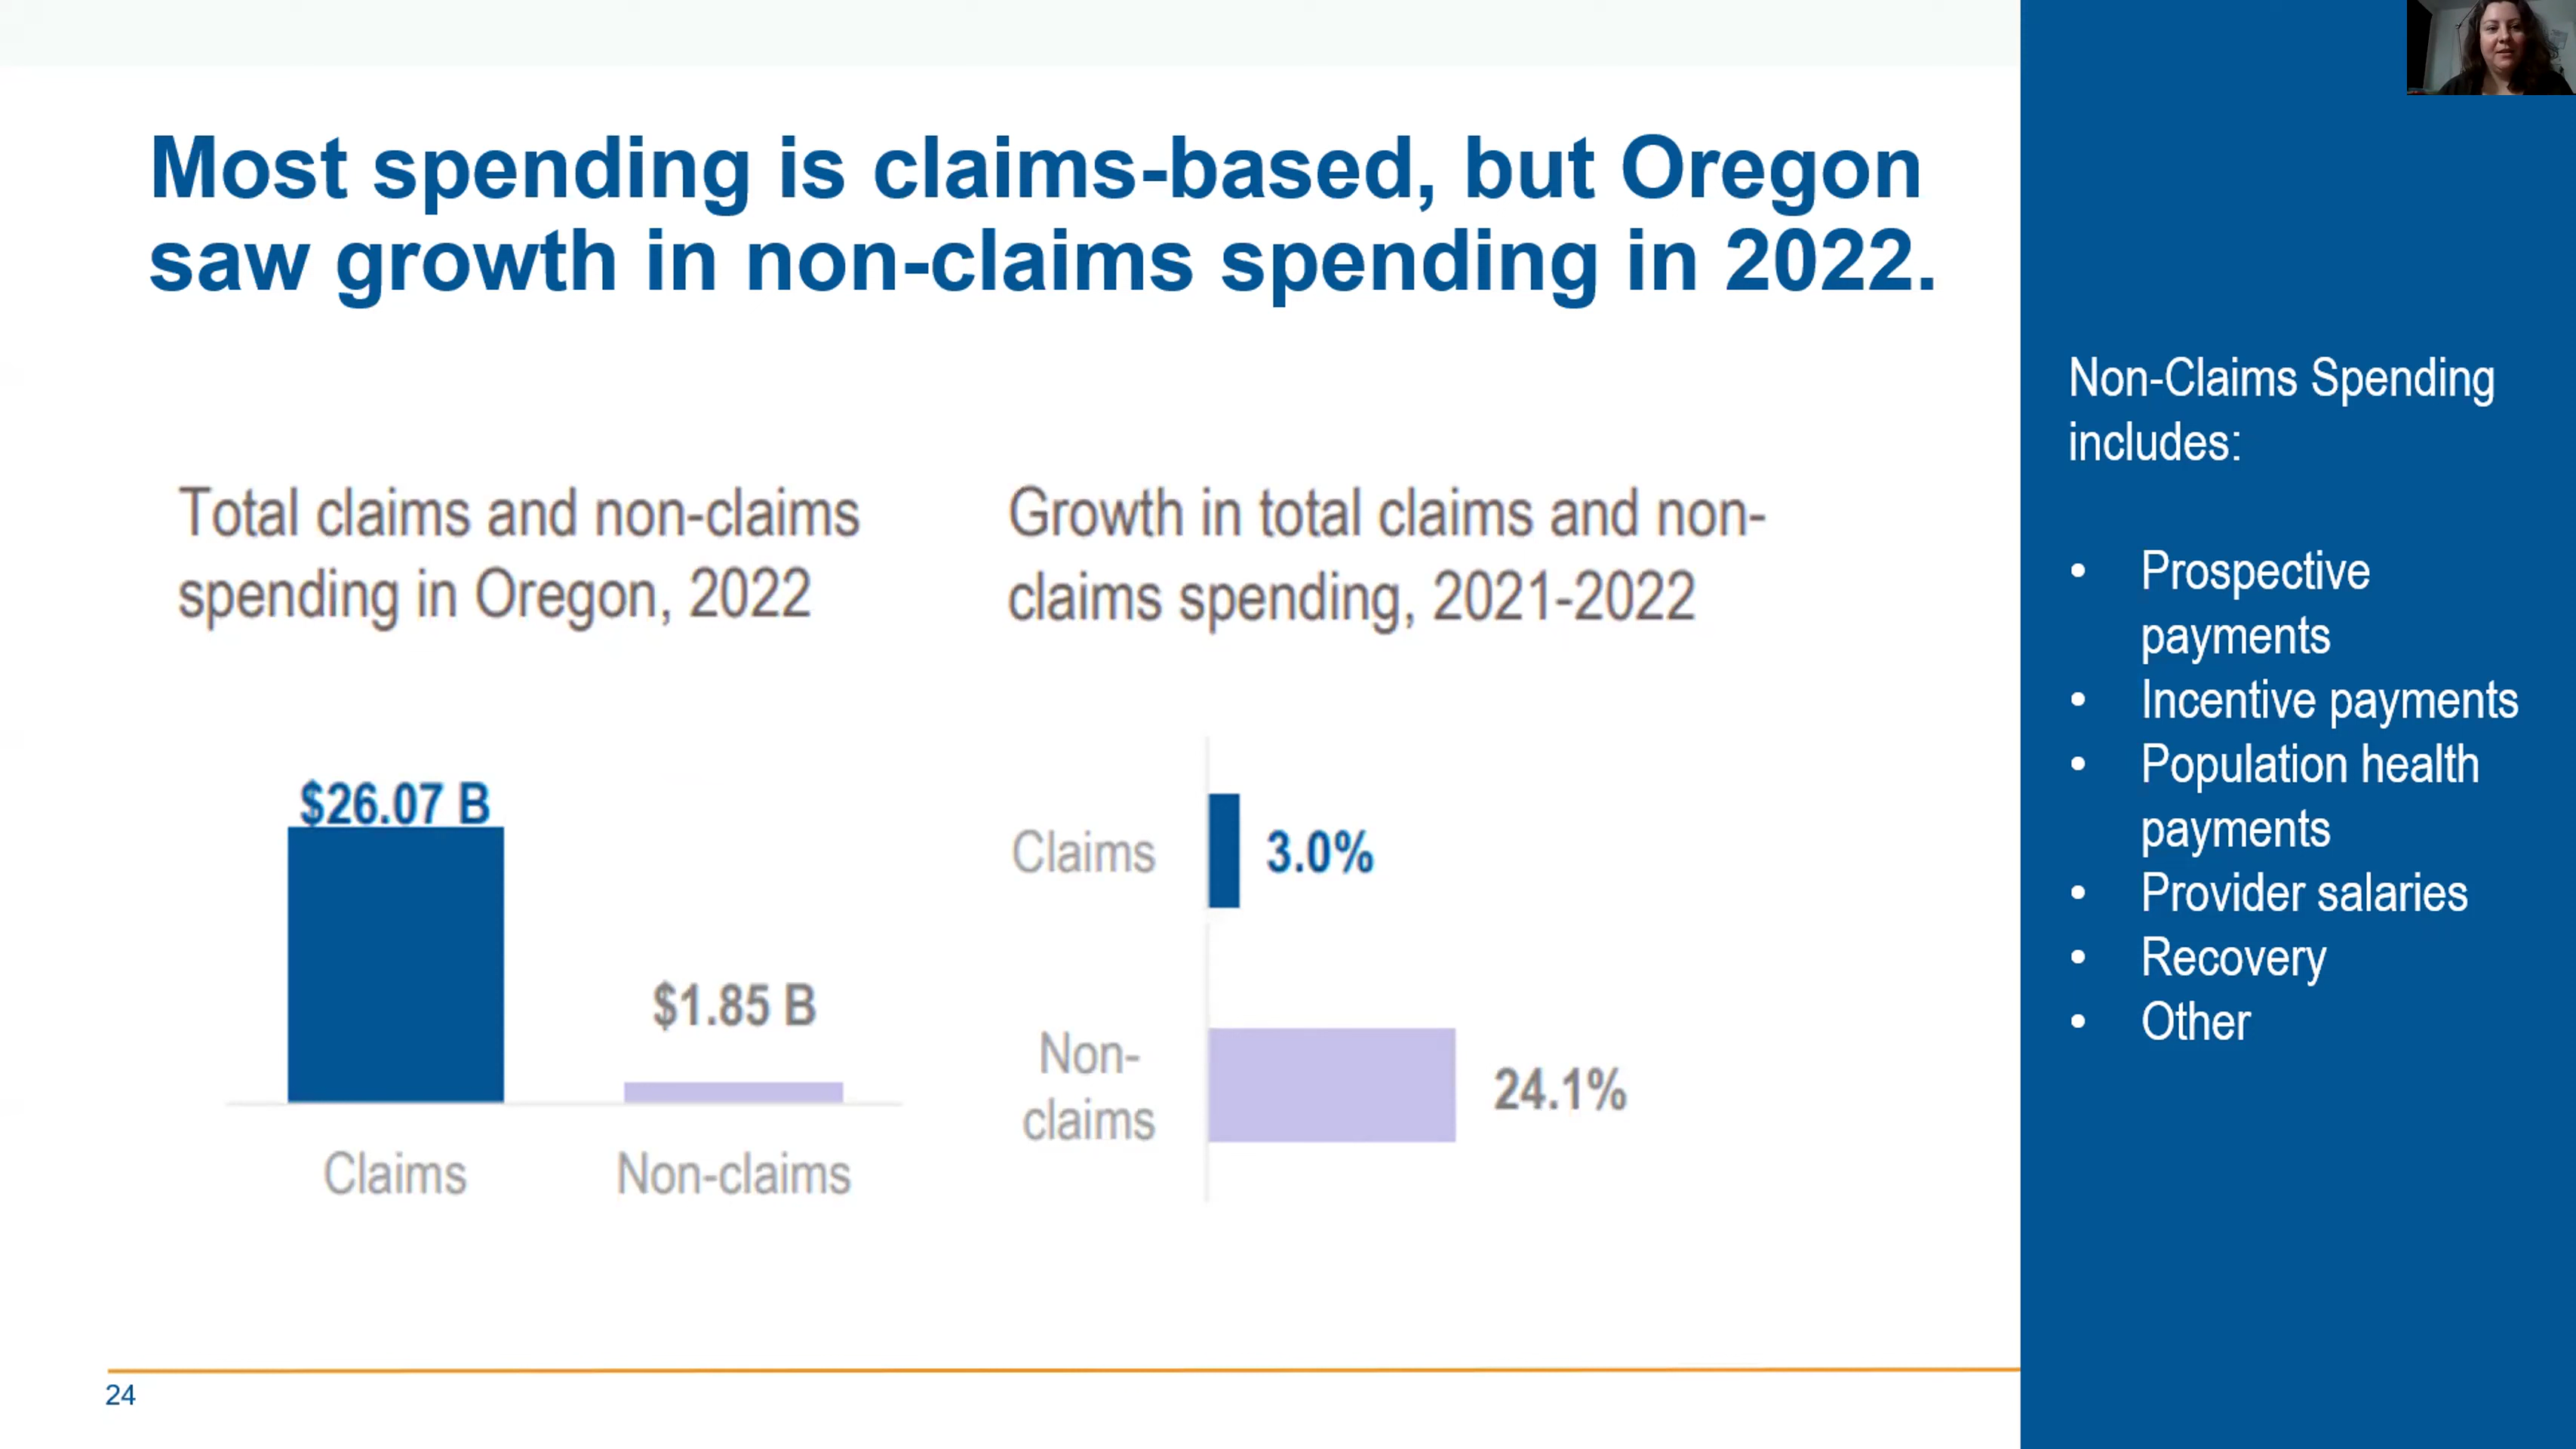 Most spending is claims-based, but Oregon
saw growth in non-claims spending in 2022.
Total claims and non-claims
spending in Oregon, 2022
$26.07 B
$1.85 B
Claims
Non-claims
Growth in total claims and non-
claims spending, 2021-2022
Claims
3.0%
Non-
claims
24.1%
Non-Claims Spending
includes:
• Prospective
payments
• Incentive payments
• Population health
payments
• Provider salaries
• Recovery
• Other
24